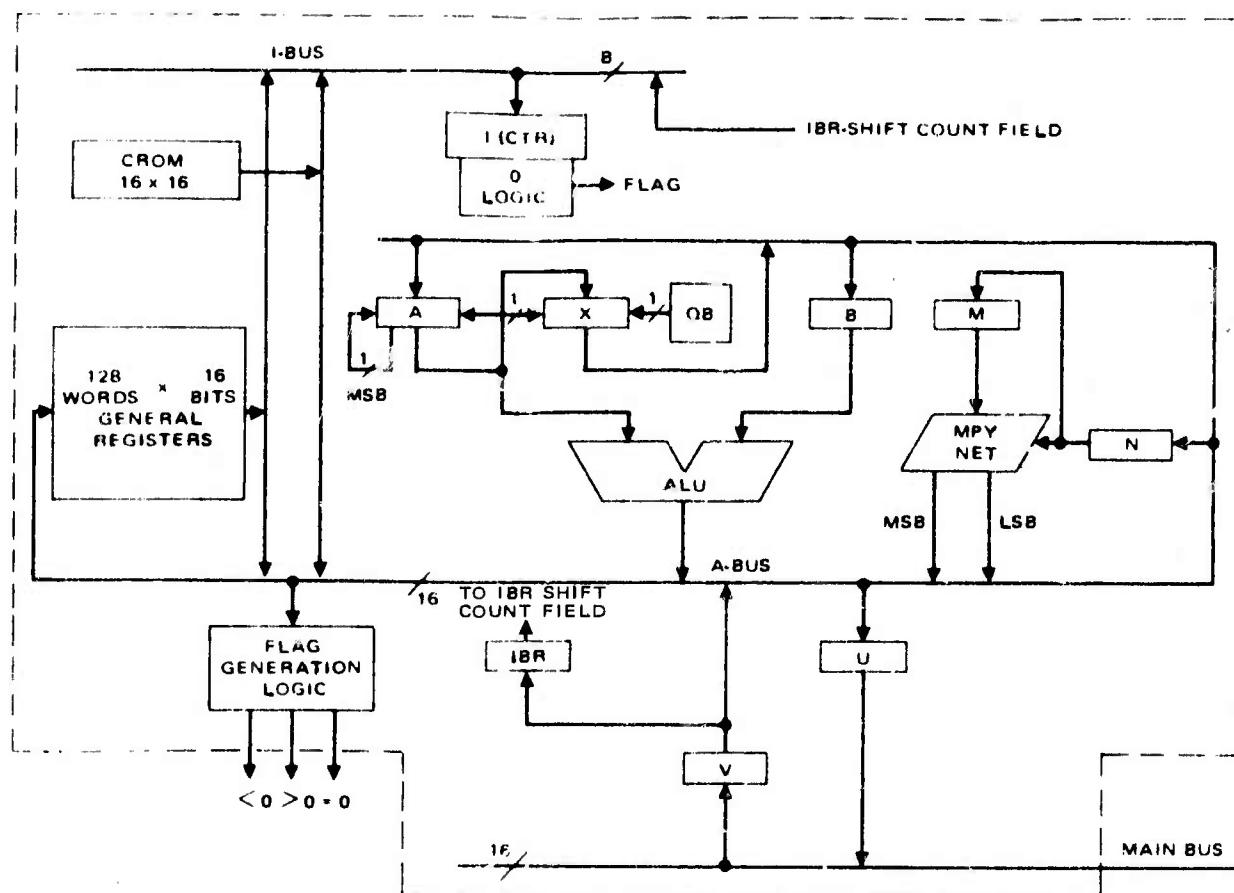 I-BUS
8
IBR-SHIFT COUNT FIELD
I (CTR)
CROM
16 x 16
0
LOGIC
FLAG
A
1
X
1
QB
B
M
1
MSB
128 x 16
WORDS BITS
GENERAL
REGISTERS
MPY
NET
N
ALU
MSB
LSB
A-BUS
16
TO IBR SHIFT
COUNT FIELD
FLAG
GENERATION
LOGIC
IBR
U
V
<0 >0 =0
16
MAIN BUS